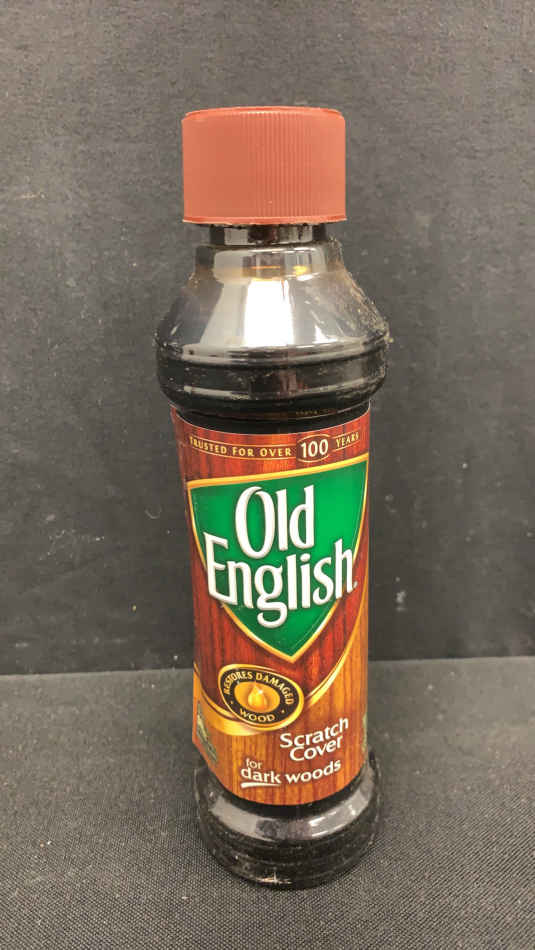 TRUSTED FOR OVER 100 YEARS
Old
English
RESTORES DAMAGED
WOOD
Scratch
Cover
for
dark woods